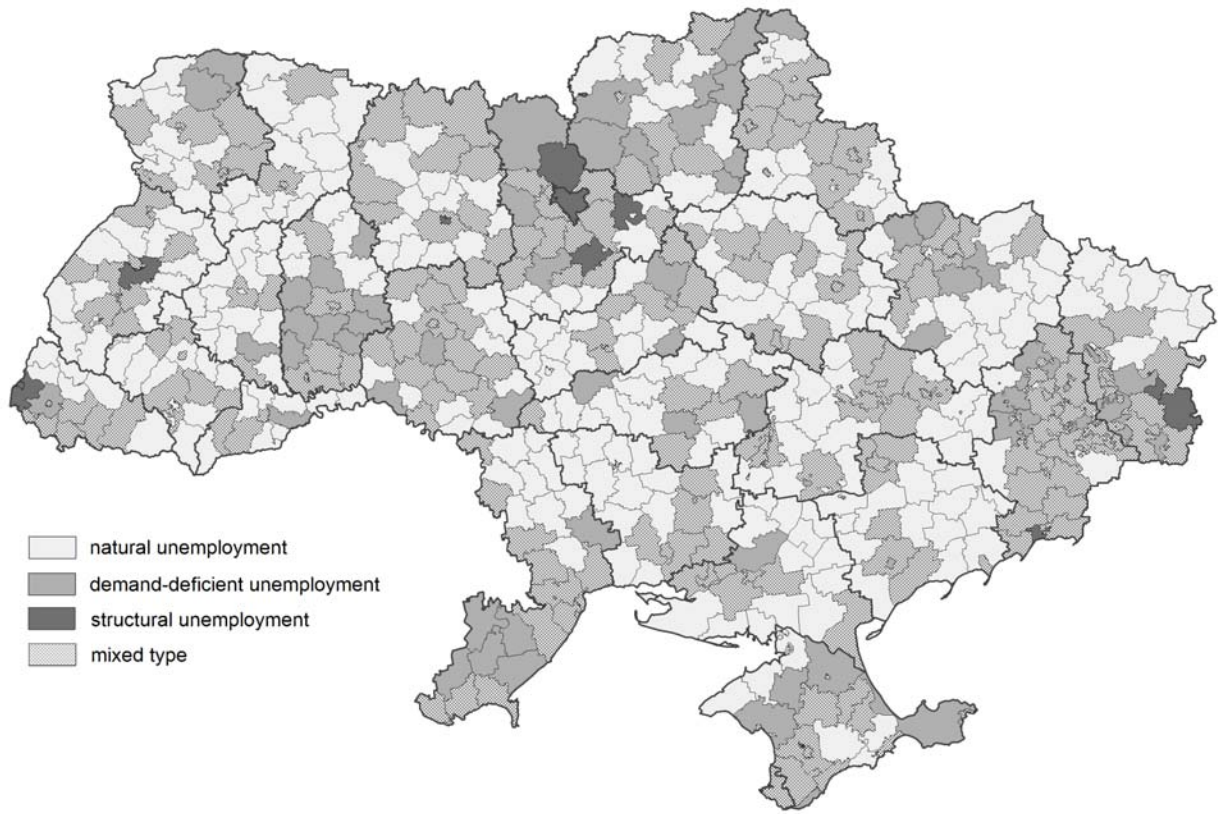 natural unemployment
demand-deficient unemployment
structural unemployment
mixed type